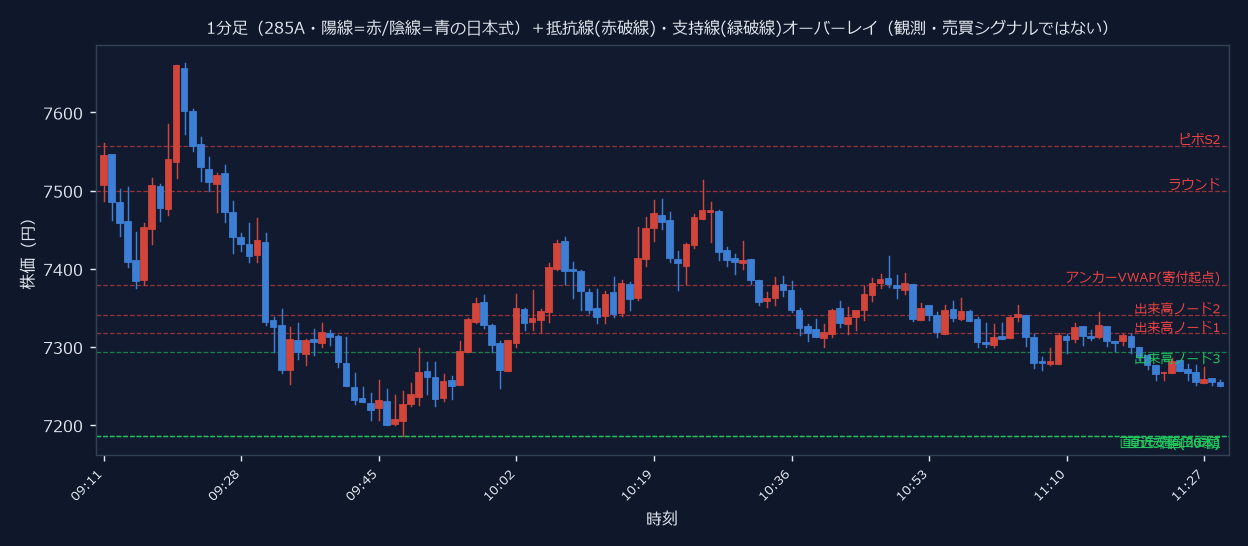 1分足（285A・陽線=赤/陰線=青の日本式）＋抵抗線(赤破線)・支持線(緑破線)オーバーレイ（観測・売買シグナルではない）
株価（円）
7600
7500
7400
7300
7200
ピボS2
ラウンド
アンカーVWAP(寄付起点)
出来高ノード2
出来高ノード1
出来高ノード3
09:11
09:28
09:45
10:02
10:19
10:36
10:53
11:10
11:27
時刻